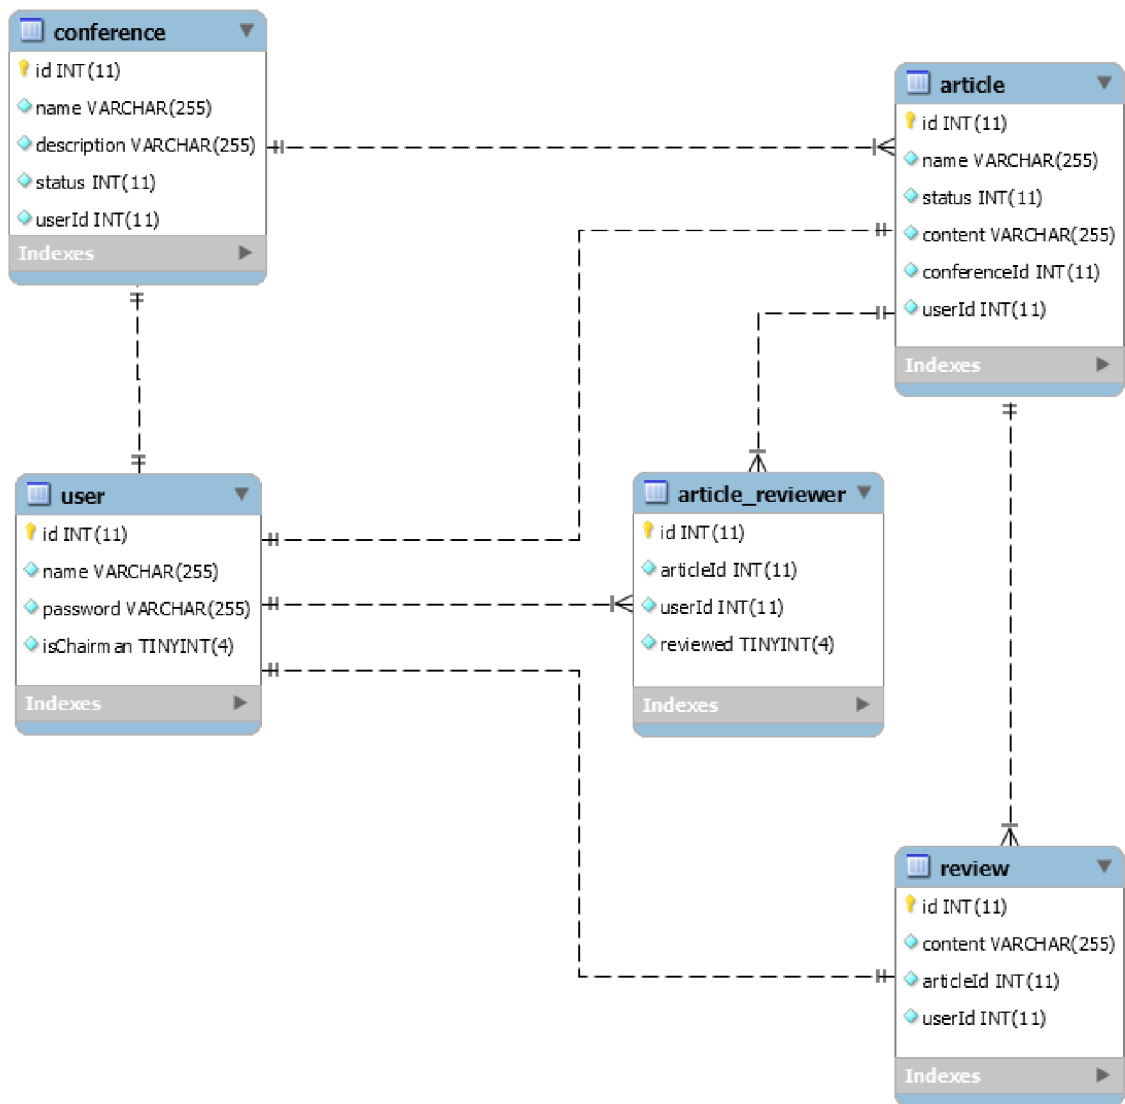 conference
id INT(11)
name VARCHAR(255)
description VARCHAR(255)
status INT(11)
userId INT(11)
Indexes
article
id INT(11)
name VARCHAR(255)
status INT(11)
content VARCHAR(255)
conferenceId INT(11)
userId INT(11)
Indexes
user
id INT(11)
name VARCHAR(255)
password VARCHAR(255)
isChairman TINYINT(4)
Indexes
article_reviewer
id INT(11)
articleId INT(11)
userId INT(11)
reviewed TINYINT(4)
Indexes
review
id INT(11)
content VARCHAR(255)
articleId INT(11)
userId INT(11)
Indexes